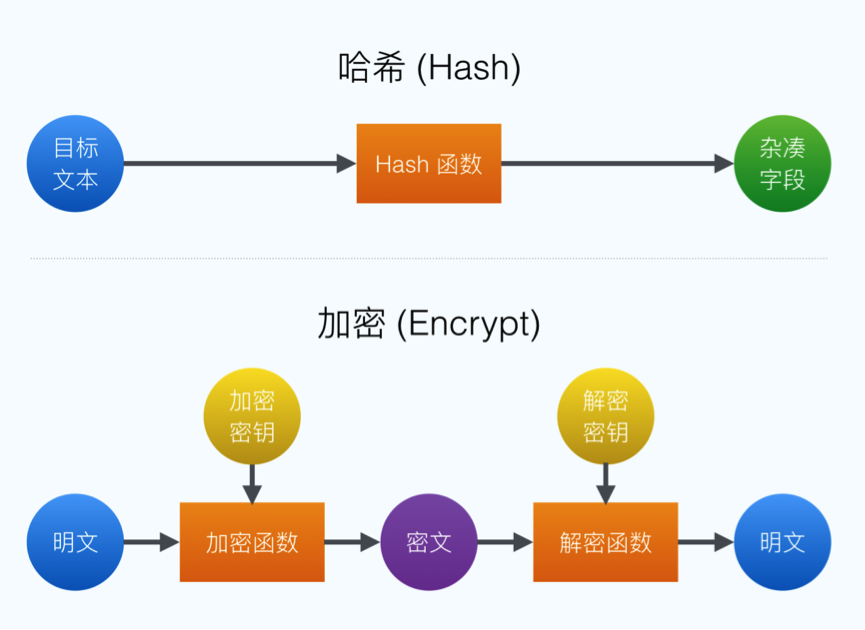 哈希 (Hash)
目标
文本
Hash 函数
杂凑
字段
加密 (Encrypt)
加密
密钥
解密
密钥
明文
加密函数
密文
解密函数
明文